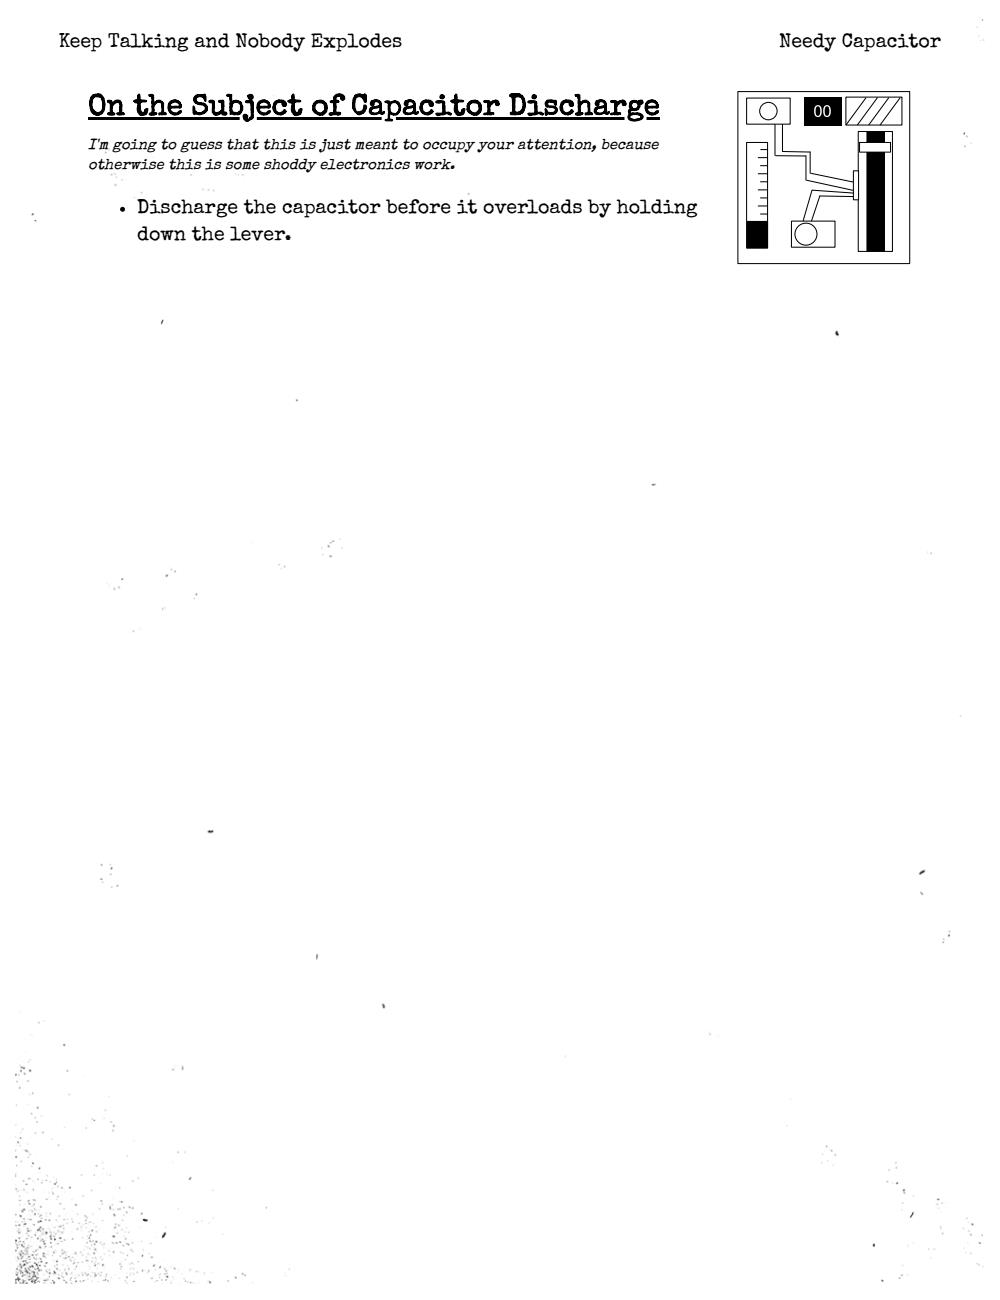 Keep Talking and Nobody Explodes
Needy Capacitor
On the Subject of Capacitor Discharge
I'm going to guess that this is just meant to occupy your attention, because
otherwise this is some shoddy electronics work.
• Discharge the capacitor before it overloads by holding
down the lever.
00